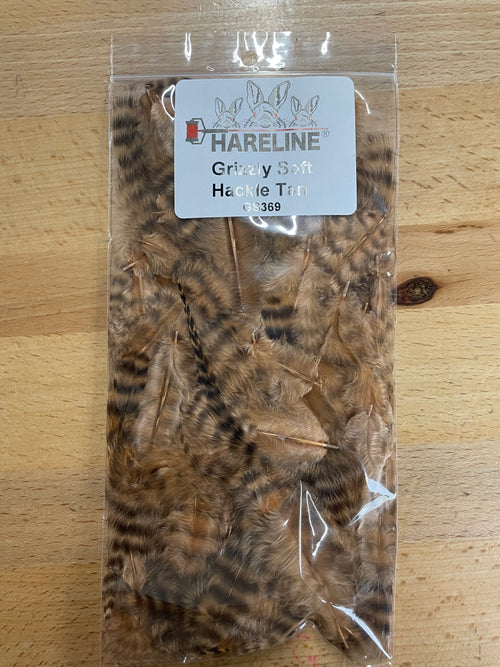 HARELINE®
Grizzly Soft
Hackle Tan
GS369